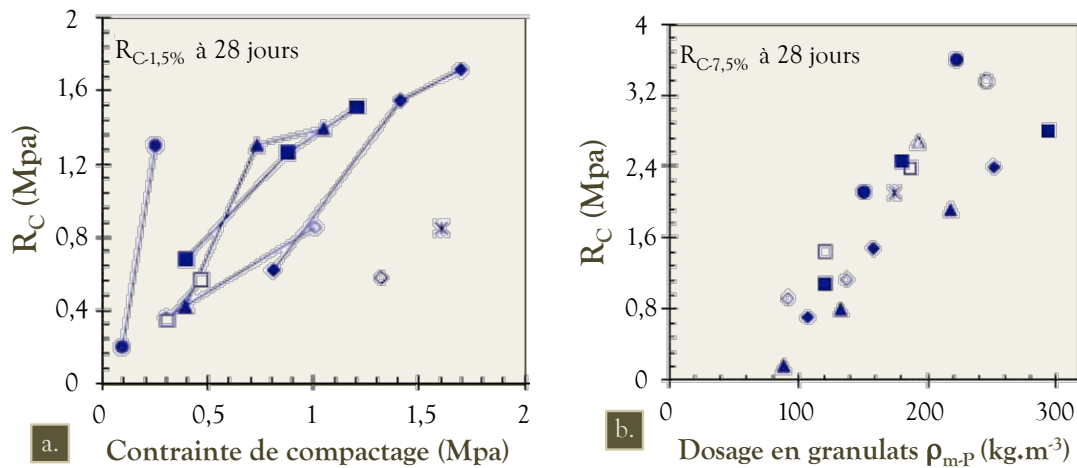 R_C-1,5% à 28 jours
R_C (Mpa)
2
1,6
1,2
0,8
0,4
0
0
0,5
1
1,5
2
Contrainte de compactage (Mpa)
a.
R_C-7,5% à 28 jours
R_C (Mpa)
4
3,2
2,4
1,6
0,8
0
0
100
200
300
Dosage en granulats ρ_m-P (kg.m⁻³)
b.